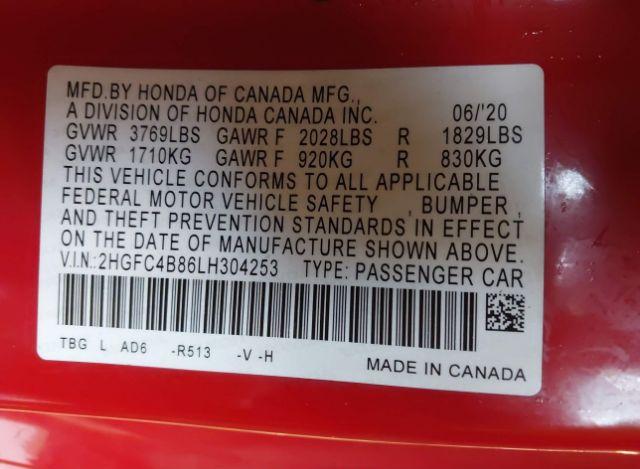 MFD.BY HONDA OF CANADA MFG.,
A DIVISION OF HONDA CANADA INC. 06/'20
GVWR 3769LBS GAWR F 2028LBS R 1829LBS
GVWR 1710KG GAWR F 920KG R 830KG
THIS VEHICLE CONFORMS TO ALL APPLICABLE
FEDERAL MOTOR VEHICLE SAFETY , BUMPER ,
AND THEFT PREVENTION STANDARDS IN EFFECT
ON THE DATE OF MANUFACTURE SHOWN ABOVE.
V.I.N.:2HGFC4B86LH304253 TYPE: PASSENGER CAR
TBG L AD6 -R513 -V -H
MADE IN CANADA